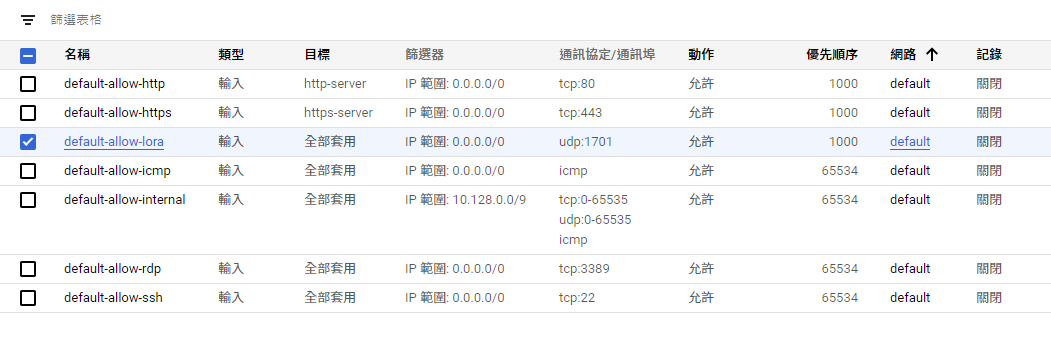 篩選表格
名稱 類型 目標 篩選器 通訊協定/通訊埠 動作 優先順序 網路 記錄
default-allow-http 輸入 http-server IP 範圍: 0.0.0.0/0 tcp:80 允許 1000 default 關閉
default-allow-https 輸入 https-server IP 範圍: 0.0.0.0/0 tcp:443 允許 1000 default 關閉
default-allow-lora 輸入 全部套用 IP 範圍: 0.0.0.0/0 udp:1701 允許 1000 default 關閉
default-allow-icmp 輸入 全部套用 IP 範圍: 0.0.0.0/0 icmp 允許 65534 default 關閉
default-allow-internal 輸入 全部套用 IP 範圍: 10.128.0.0/9 tcp:0-65535 允許 65534 default 關閉
udp:0-65535
icmp
default-allow-rdp 輸入 全部套用 IP 範圍: 0.0.0.0/0 tcp:3389 允許 65534 default 關閉
default-allow-ssh 輸入 全部套用 IP 範圍: 0.0.0.0/0 tcp:22 允許 65534 default 關閉